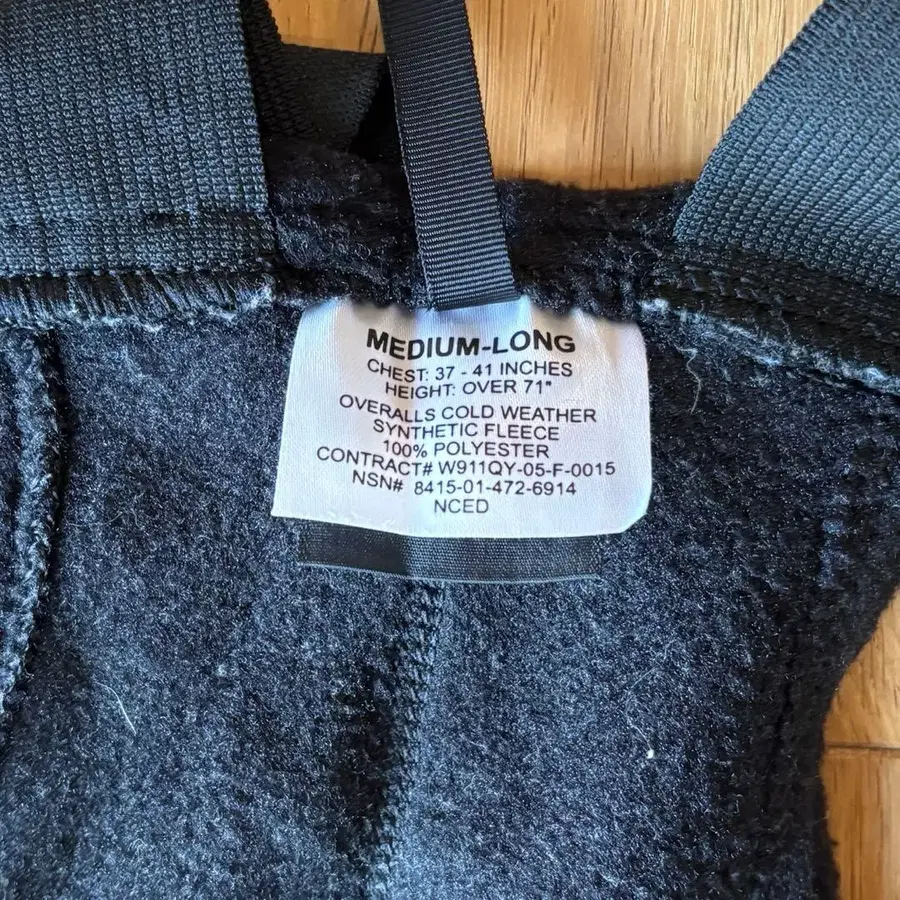 MEDIUM-LONG
CHEST: 37 - 41 INCHES
HEIGHT: OVER 71"
OVERALLS COLD WEATHER
SYNTHETIC FLEECE
100% POLYESTER
CONTRACT# W911QY-05-F-0015
NSN# 8415-01-472-6914
NCED